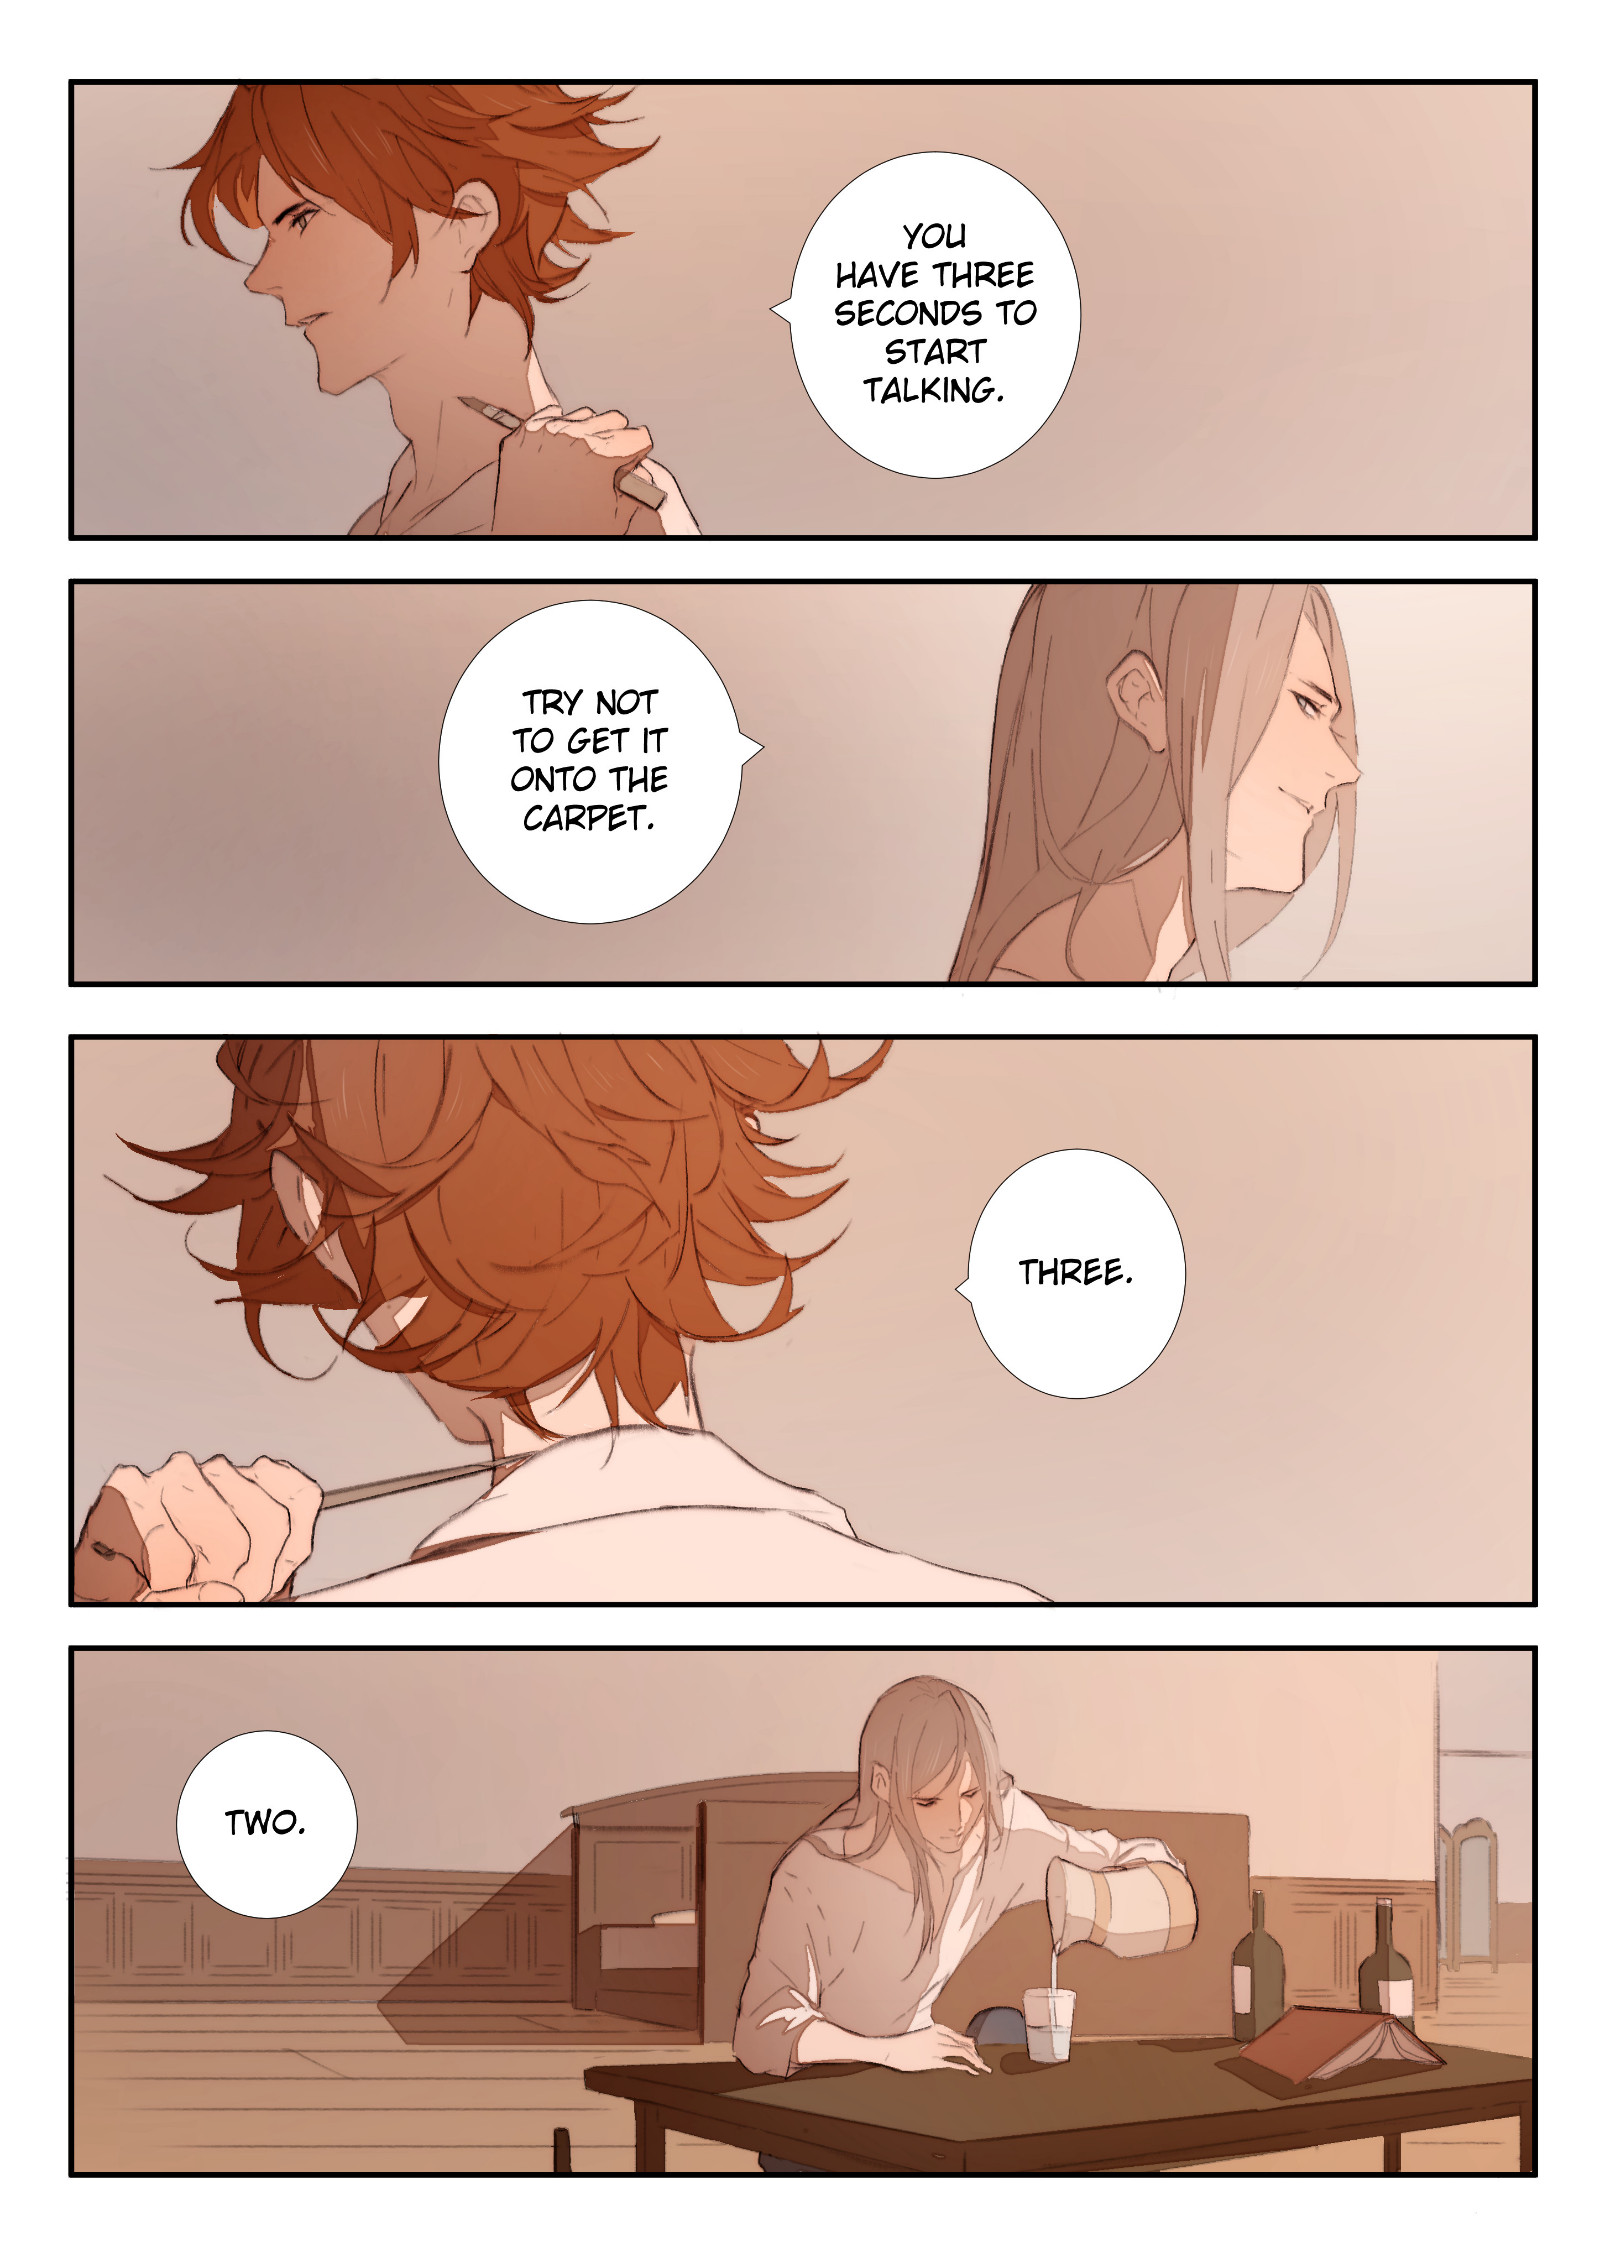 YOU
HAVE THREE
SECONDS TO
START
TALKING.
TRY NOT
TO GET IT
ONTO THE
CARPET.
THREE.
TWO.